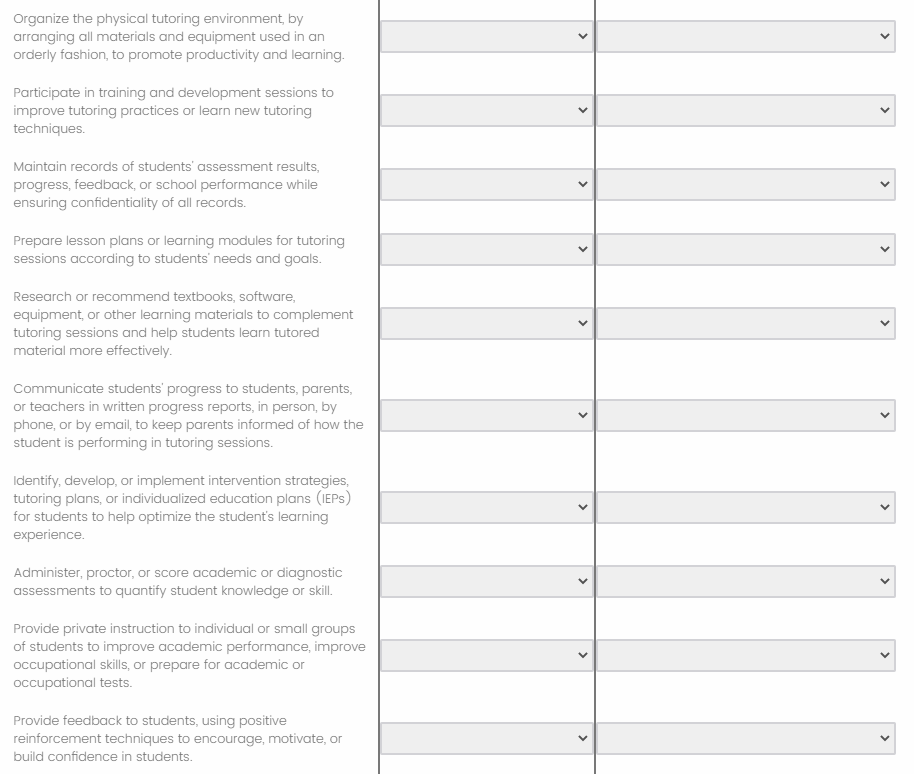 Organize the physical tutoring environment, by
arranging all materials and equipment used in an
orderly fashion, to promote productivity and learning.
Participate in training and development sessions to
improve tutoring practices or learn new tutoring
techniques.
Maintain records of students' assessment results,
progress, feedback, or school performance while
ensuring confidentiality of all records.
Prepare lesson plans or learning modules for tutoring
sessions according to students' needs and goals.
Research or recommend textbooks, software,
equipment, or other learning materials to complement
tutoring sessions and help students learn tutored
material more effectively.
Communicate students' progress to students, parents,
or teachers in written progress reports, in person, by
phone, or by email, to keep parents informed of how the
student is performing in tutoring sessions.
Identify, develop, or implement intervention strategies,
tutoring plans, or individualized education plans (IEPs)
for students to help optimize the student's learning
experience.
Administer, proctor, or score academic or diagnostic
assessments to quantify student knowledge or skill.
Provide private instruction to individual or small groups
of students to improve academic performance, improve
occupational skills, or prepare for academic or
occupational tests.
Provide feedback to students, using positive
reinforcement techniques to encourage, motivate, or
build confidence in students.